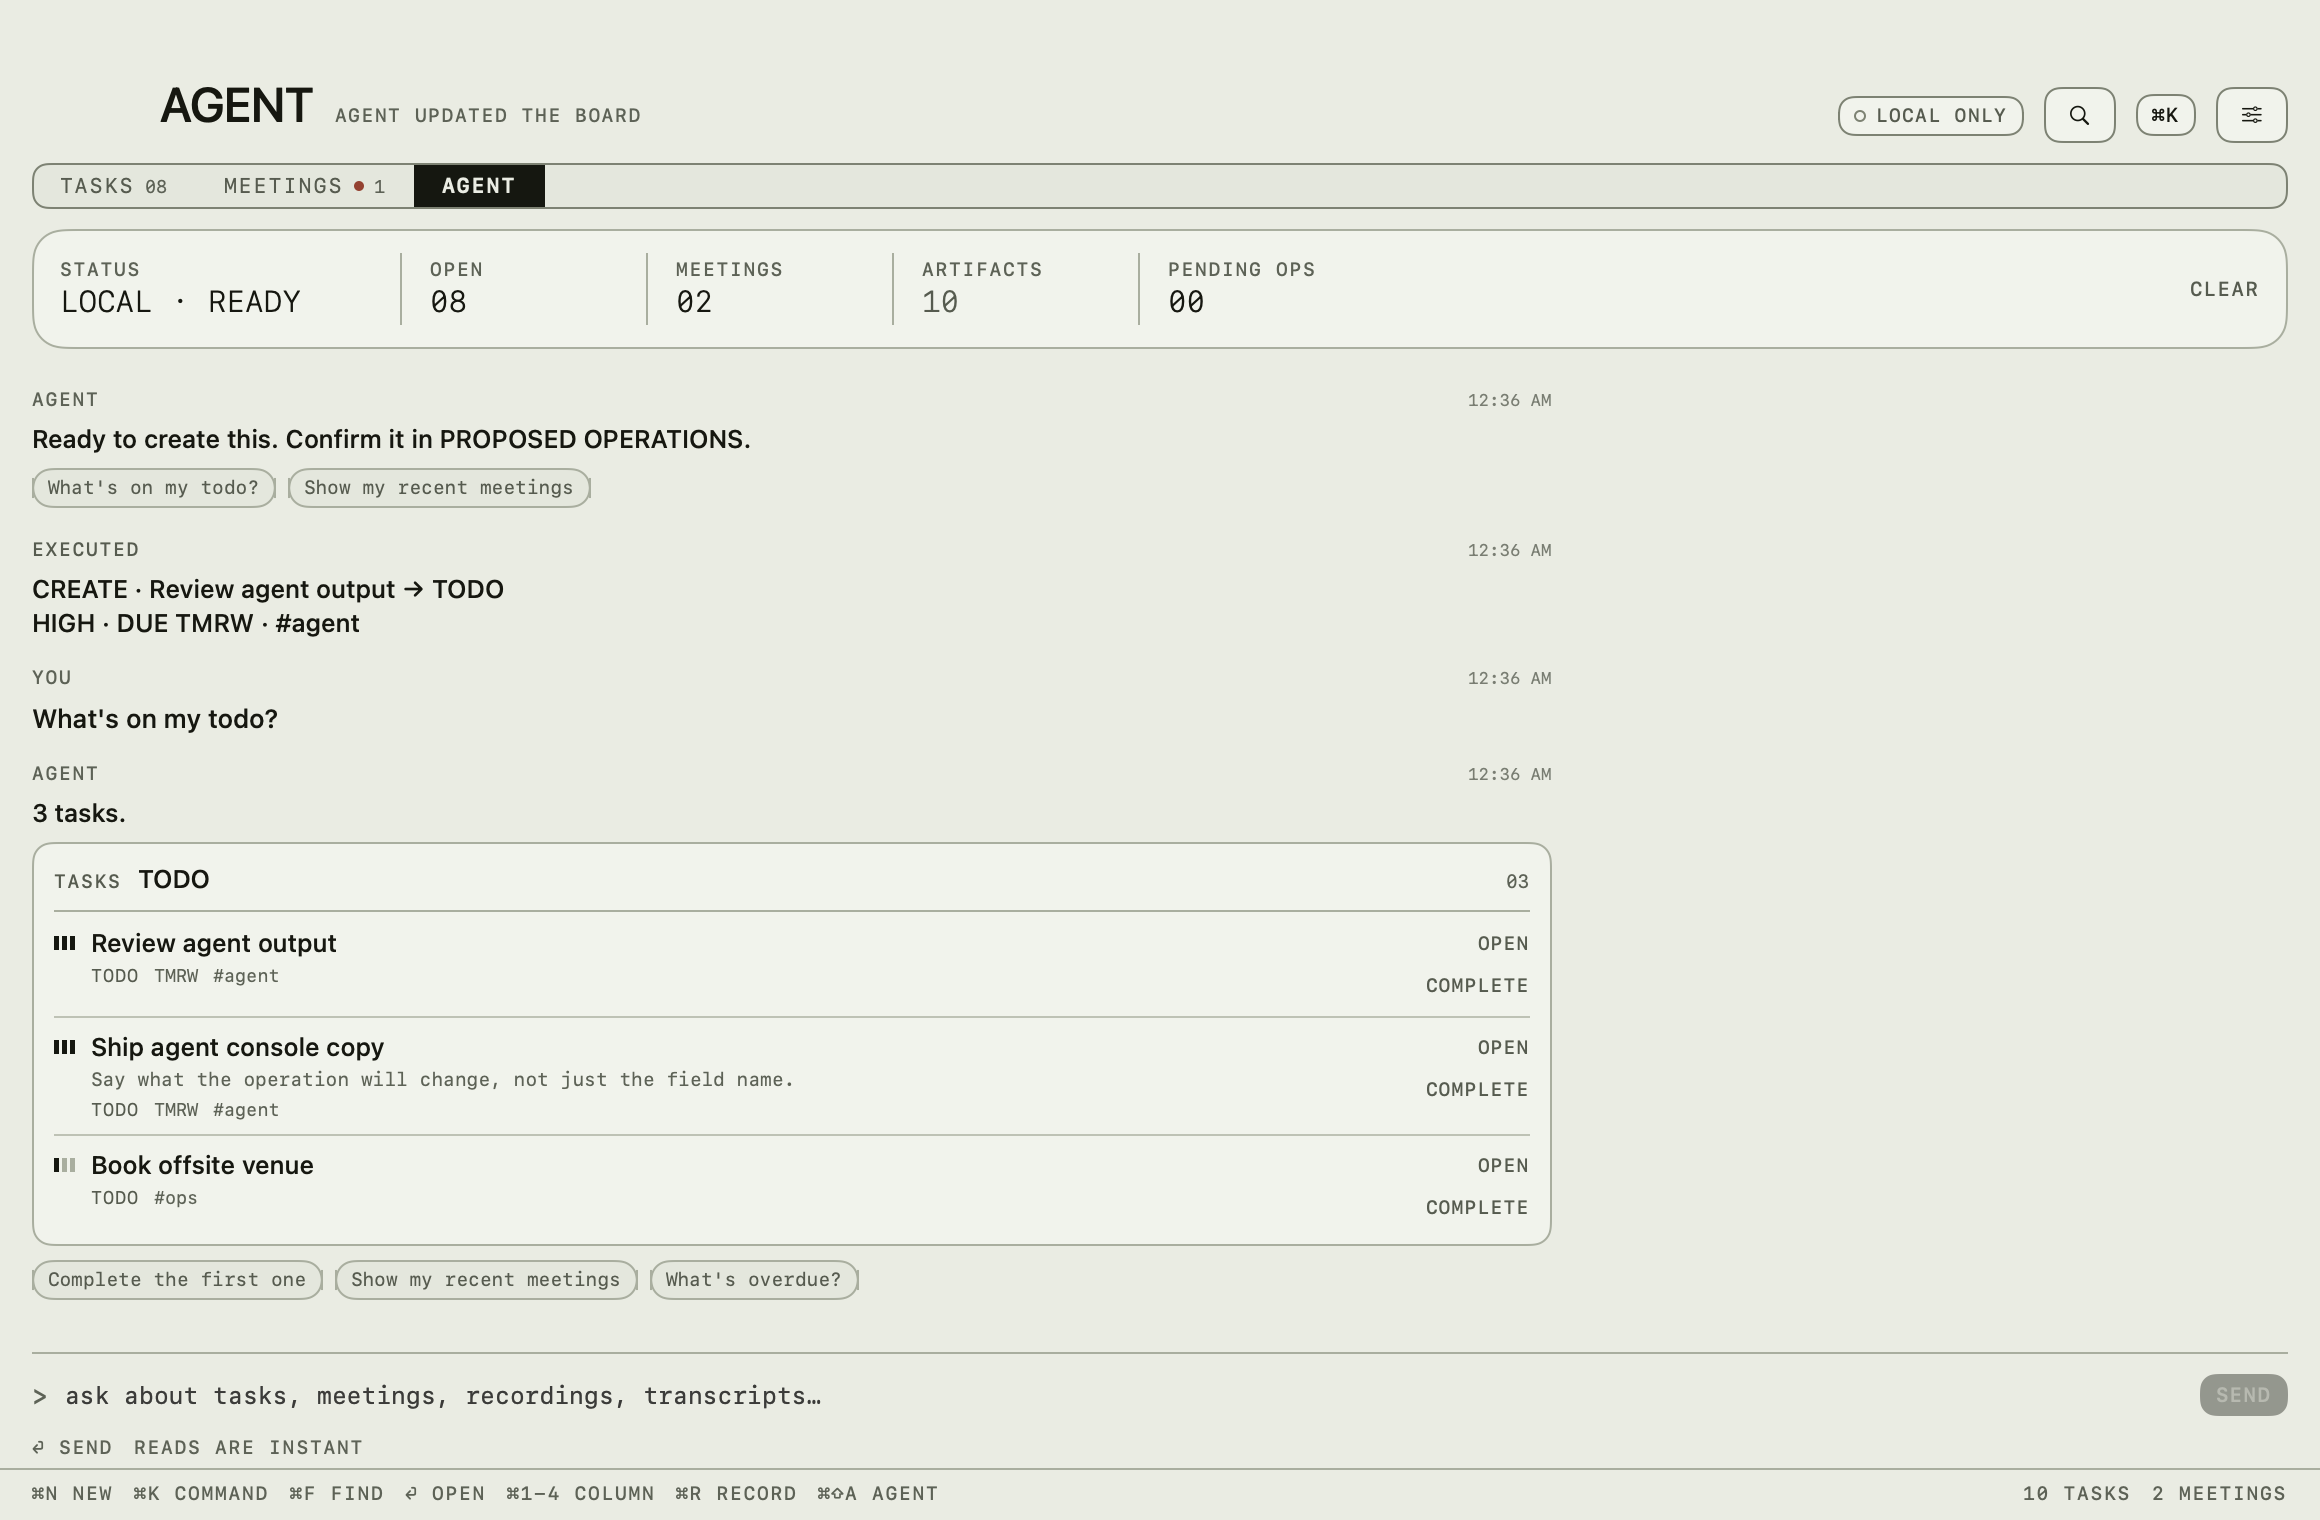 AGENT AGENT UPDATED THE BOARD LOCAL ONLY ⌘K
TASKS 08 MEETINGS 1 AGENT
STATUS OPEN MEETINGS ARTIFACTS PENDING OPS
LOCAL · READY 08 02 10 00 CLEAR
AGENT 12:36 AM
Ready to create this. Confirm it in PROPOSED OPERATIONS.
What's on my todo? Show my recent meetings
EXECUTED 12:36 AM
CREATE · Review agent output → TODO
HIGH · DUE TMRW · #agent
YOU 12:36 AM
What's on my todo?
AGENT 12:36 AM
3 tasks.
TASKS TODO 03
Review agent output OPEN
TODO TMRW #agent COMPLETE
Ship agent console copy OPEN
Say what the operation will change, not just the field name. COMPLETE
TODO TMRW #agent
Book offsite venue OPEN
TODO #ops COMPLETE
Complete the first one Show my recent meetings What's overdue?
> ask about tasks, meetings, recordings, transcripts… SEND
⏎ SEND READS ARE INSTANT
⌘N NEW ⌘K COMMAND ⌘F FIND ⏎ OPEN ⌘1–4 COLUMN ⌘R RECORD ⌘⇧A AGENT 10 TASKS 2 MEETINGS